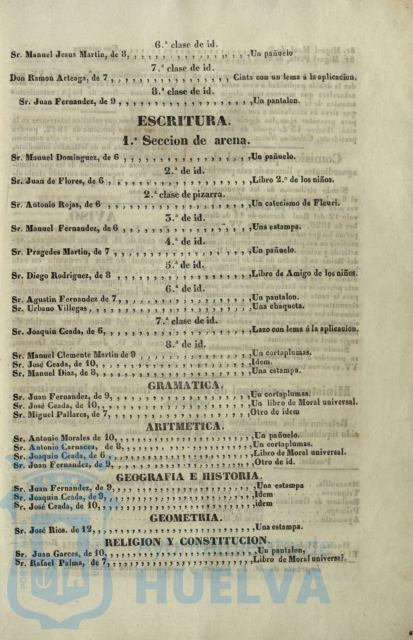 6.ª clase de id.
Sr. Manuel Jesus Martin, de 8, , , , , , , , , , , , , , , , , Un pañuelo
7.ª clase de id.
Don Ramon Arteaga, de 7 , , , , , , , , , , , , , , , , Cinta con un lema á la aplicacion.
8.ª clase de id.
Sr. Juan Fernandez, de 9 , , , , , , , , , , , , , , , , , Un pantalon.
ESCRITURA.
1.ª Seccion de arena.
Sr. Manuel Dominguez, de 6 , , , , , , , , , , , , , , , , , Un pañuelo.
2.ª de id.
Sr. Juan de Flores, de 6 , , , , , , , , , , , , , , , , , Libro 2.º de los niños.
2.ª clase de pizarra.
Sr. Antonio Rojas, de 6 , , , , , , , , , , , , , , , , , Un catecismo de Fleuri.
3.ª de id.
Sr. Manuel Fernandez, de 6 , , , , , , , , , , , , , , , , , Una estampa.
4.ª de id.
Sr. Pragedes Martin, de 7 , , , , , , , , , , , , , , , , , Un pañuelo.
5.ª de id.
Sr. Diego Rodriguez, de 8 , , , , , , , , , , , , , , , , , Libro de Amigo de los niños.
6.ª de id.
Sr. Agustin Fernandez de 7, , , , , , , , , , , , , , , , , Un pantalon.
Sr. Urbano Villegas, , , , , , , , , , , , , , , , , , , , Una chaqueta.
7.ª clase de id.
Sr. Joaquin Ceada, de 6, , , , , , , , , , , , , , , , , , Lazo con lema á la aplicacion,
8.ª de id.
Sr. Manuel Clemente Martin de 9 , , , , , , , , , , , , , , Un cortaplumas.
Sr. José Ceada, de 10, , , , , , , , , , , , , , , , , , , Idem.
Sr. Manuel Diaz, de 8, , , , , , , , , , , , , , , , , , , Una estampa.
GRAMATICA.
Sr. Juan Fernandez, de 9, , , , , , , , , , , , , , , , , , Un cortaplumas.
Sr. José Ceada, de 10, , , , , , , , , , , , , , , , , , , Un libro de Moral universal.
Sr. Miguel Pallares, de 7, , , , , , , , , , , , , , , , , , Otro de idem
ARITMETICA.
Sr. Antonio Morales de 10, , , , , , , , , , , , , , , , , , Un pañuelo.
Sr. Antonio Carancea, de 8, , , , , , , , , , , , , , , , , Un cortaplumas.
Sr. Joaquin Ceada, de 6 , , , , , , , , , , , , , , , , , , Libro de Moral universal.
Sr. Juan Fernandez, de 9, , , , , , , , , , , , , , , , , , Otro de id.
GEOGRAFIA E HISTORIA
Sr. Juan Fernandez, de 9, , , , , , , , , , , , , , , , , , Una estampa
Sr. Joaquin Ceada, de 9, , , , , , , , , , , , , , , , , , Idem
Sr. José Ceada, de 10, , , , , , , , , , , , , , , , , , , idem
GEOMETRIA.
Sr. José Rios. de 12, , , , , , , , , , , , , , , , , , , Una estampa.
RELIGION Y CONSTITUCION.
Sr. Juan Garces, de 10, , , , , , , , , , , , , , , , , , Un pantalon,
Sr. Rafael Palma, de 7, , , , , , , , , , , , , , , , , , Libro de Moral universal.
HUELVA